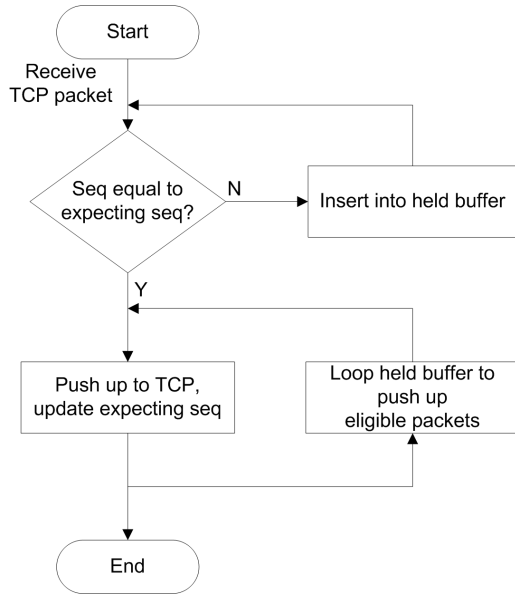 Start
Receive
TCP packet
Seq equal to
expecting seq?
N
Insert into held buffer
Y
Push up to TCP,
update expecting seq
Loop held buffer to
push up
eligible packets
End